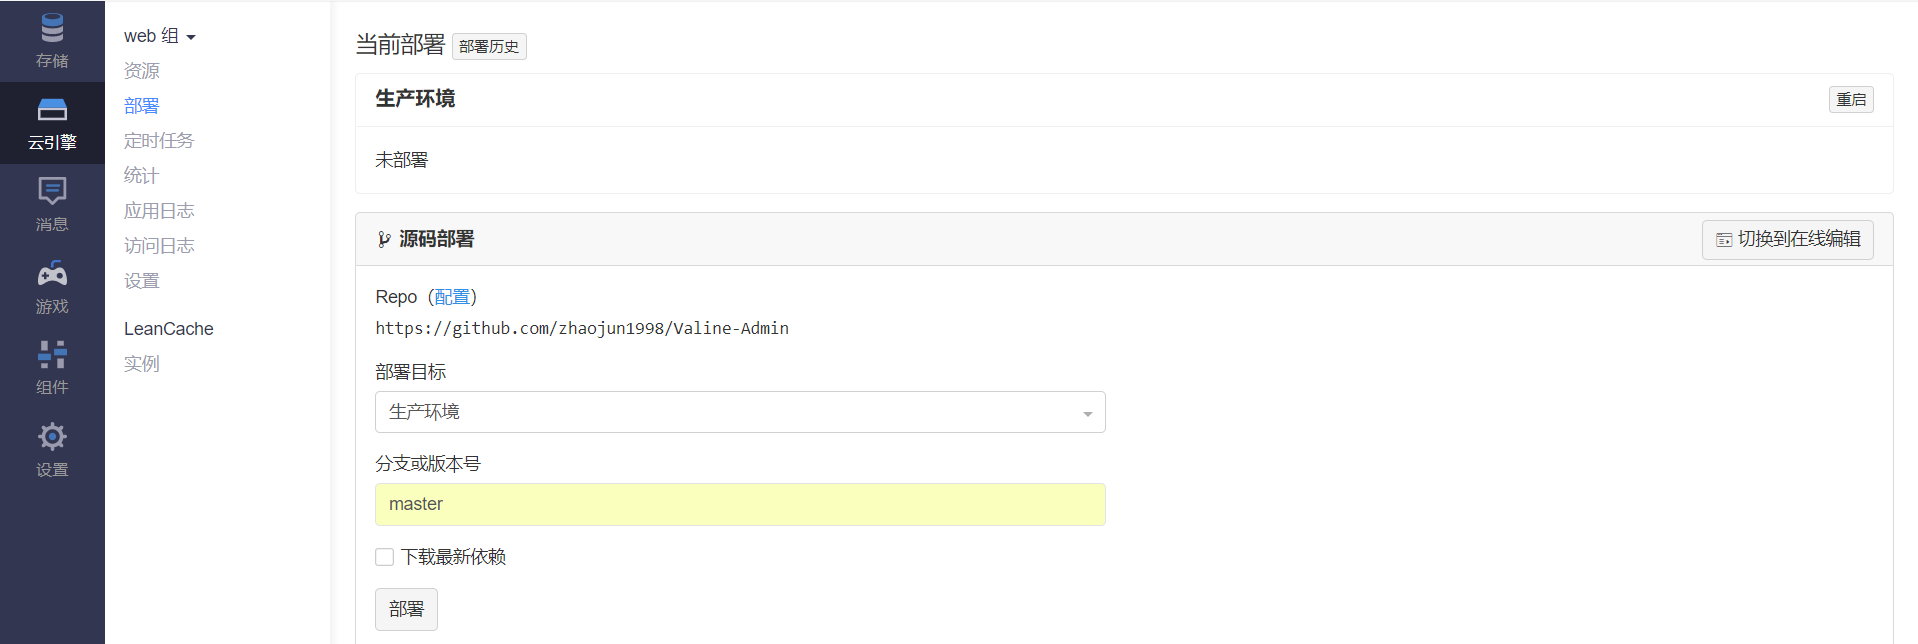 存储
云引擎
消息
游戏
组件
设置
web 组
资源
部署
定时任务
统计
应用日志
访问日志
设置
LeanCache
实例
当前部署 部署历史
生产环境 重启
未部署
源码部署 切换到在线编辑
Repo（配置）
https://github.com/zhaojun1998/Valine-Admin
部署目标
生产环境
分支或版本号
master
下载最新依赖
部署